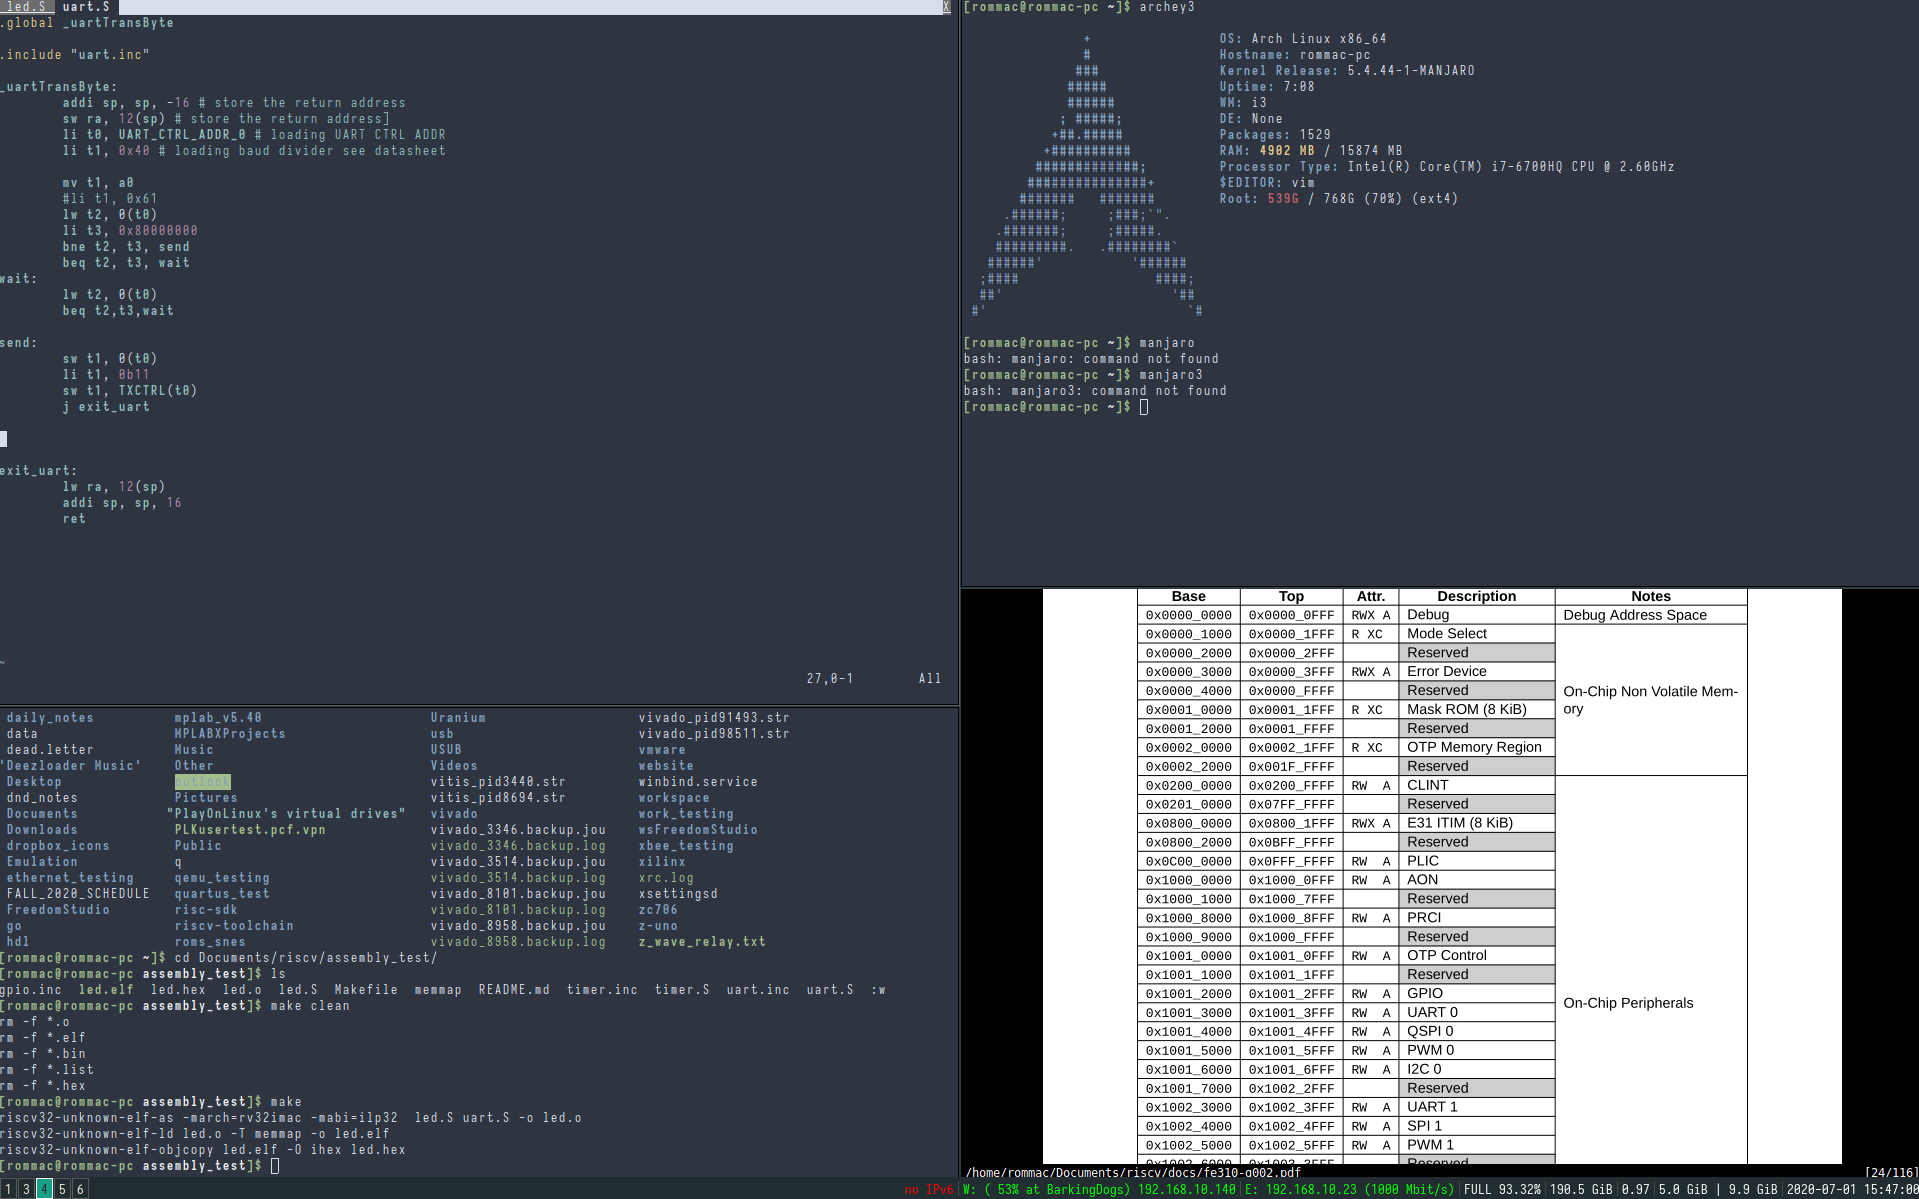 led.S  uart.S X
.global _uartTransByte
.include "uart.inc"
_uartTransByte:
addi sp, sp, -16 # store the return address
sw ra, 12(sp) # store the return address]
li t0, UART_CTRL_ADDR_0 # loading UART CTRL ADDR
li t1, 0x40 # loading baud divider see datasheet
mv t1, a0
#li t1, 0x61
lw t2, 0(t0)
li t3, 0x80000000
bne t2, t3, send
beq t2, t3, wait
wait:
lw t2, 0(t0)
beq t2,t3,wait
send:
sw t1, 0(t0)
li t1, 0b11
sw t1, TXCTRL(t0)
j exit_uart
exit_uart:
lw ra, 12(sp)
addi sp, sp, 16
ret
~
27,0-1 All
[rommac@rommac-pc ~]$ archey3
+
#
###
#####
######
; #####;
+##.#####
+##########
#############;
###############+
#######   #######
.######;     ;###;`".
.#######;     ;#####.
#########.   .########`
######'           '######
;####                 ####;
##'                       '##
#'                         `#
OS: Arch Linux x86_64
Hostname: rommac-pc
Kernel Release: 5.4.44-1-MANJARO
Uptime: 7:08
WM: i3
DE: None
Packages: 1529
RAM: 4902 MB / 15874 MB
Processor Type: Intel(R) Core(TM) i7-6700HQ CPU @ 2.60GHz
$EDITOR: vim
Root: 539G / 768G (70%) (ext4)
[rommac@rommac-pc ~]$ manjaro
bash: manjaro: command not found
[rommac@rommac-pc ~]$ manjaro3
bash: manjaro3: command not found
[rommac@rommac-pc ~]$
daily_notes mplab_v5.40 Uranium vivado_pid91493.str
data MPLABXProjects usb vivado_pid98511.str
dead.letter Music USUB vmware
'Deezloader Music' Other Videos website
Desktop outlook vitis_pid3440.str winbind.service
dnd_notes Pictures vitis_pid8694.str workspace
Documents "PlayOnLinux's virtual drives" vivado work_testing
Downloads PLKusertest.pcf.vpn vivado_3346.backup.jou wsFreedomStudio
dropbox_icons Public vivado_3346.backup.log xbee_testing
Emulation q vivado_3514.backup.jou xilinx
ethernet_testing qemu_testing vivado_3514.backup.log xrc.log
FALL_2020_SCHEDULE quartus_test vivado_8101.backup.jou xsettingsd
FreedomStudio risc-sdk vivado_8101.backup.log zc706
go riscv-toolchain vivado_8958.backup.jou z-uno
hdl roms_snes vivado_8958.backup.log z_wave_relay.txt
[rommac@rommac-pc ~]$ cd Documents/riscv/assembly_test/
[rommac@rommac-pc assembly_test]$ ls
gpio.inc led.elf led.hex led.o led.S Makefile memmap README.md timer.inc timer.S uart.inc uart.S :w
[rommac@rommac-pc assembly_test]$ make clean
rm -f *.o
rm -f *.elf
rm -f *.bin
rm -f *.list
rm -f *.hex
[rommac@rommac-pc assembly_test]$ make
riscv32-unknown-elf-as -march=rv32imac -mabi=ilp32  led.S uart.S -o led.o
riscv32-unknown-elf-ld led.o -T memmap -o led.elf
riscv32-unknown-elf-objcopy led.elf -O ihex led.hex
[rommac@rommac-pc assembly_test]$
Base Top Attr. Description Notes
0x0000_0000 0x0000_0FFF RWX A Debug Debug Address Space
0x0000_1000 0x0000_1FFF R XC Mode Select
0x0000_2000 0x0000_2FFF Reserved
0x0000_3000 0x0000_3FFF RWX A Error Device
0x0000_4000 0x0000_FFFF Reserved
On-Chip Non Volatile Mem-
ory
0x0001_0000 0x0001_1FFF R XC Mask ROM (8 KiB)
0x0001_2000 0x0001_FFFF Reserved
0x0002_0000 0x0002_1FFF R XC OTP Memory Region
0x0002_2000 0x001F_FFFF Reserved
0x0200_0000 0x0200_FFFF RW A CLINT
0x0201_0000 0x07FF_FFFF Reserved
0x0800_0000 0x0800_1FFF RWX A E31 ITIM (8 KiB)
0x0800_2000 0x0BFF_FFFF Reserved
0x0C00_0000 0x0FFF_FFFF RW A PLIC
0x1000_0000 0x1000_0FFF RW A AON
0x1000_1000 0x1000_7FFF Reserved
0x1000_8000 0x1000_8FFF RW A PRCI
0x1000_9000 0x1000_FFFF Reserved
0x1001_0000 0x1001_0FFF RW A OTP Control
0x1001_1000 0x1001_1FFF Reserved
0x1001_2000 0x1001_2FFF RW A GPIO
On-Chip Peripherals
0x1001_3000 0x1001_3FFF RW A UART 0
0x1001_4000 0x1001_4FFF RW A QSPI 0
0x1001_5000 0x1001_5FFF RW A PWM 0
0x1001_6000 0x1001_6FFF RW A I2C 0
0x1001_7000 0x1002_2FFF Reserved
0x1002_3000 0x1002_3FFF RW A UART 1
0x1002_4000 0x1002_4FFF RW A SPI 1
0x1002_5000 0x1002_5FFF RW A PWM 1
0x1002_6000 0x1003_3FFF Reserved
/home/rommac/Documents/riscv/docs/fe310-g002.pdf [24/116]
1 3 4 5 6
no IPv6 W: ( 53% at BarkingDogs) 192.168.10.140 E: 192.168.10.23 (1000 Mbit/s) FULL 93.32% 190.5 GiB 0.97 5.0 GiB | 9.9 GiB 2020-07-01 15:47:00